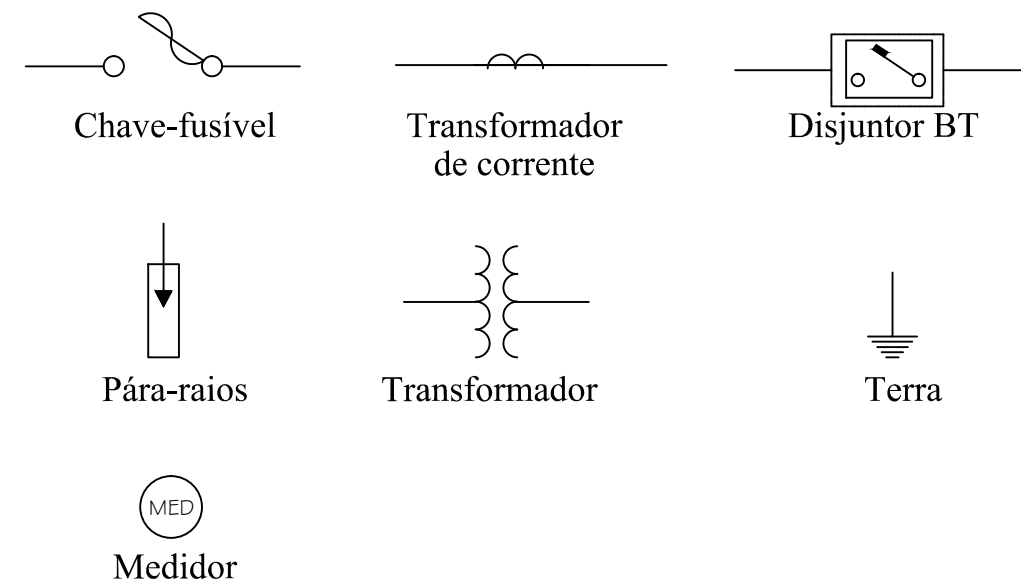 Chave-fusível
Transformador
de corrente
Disjuntor BT
Pára-raios
Transformador
Terra
MED
Medidor